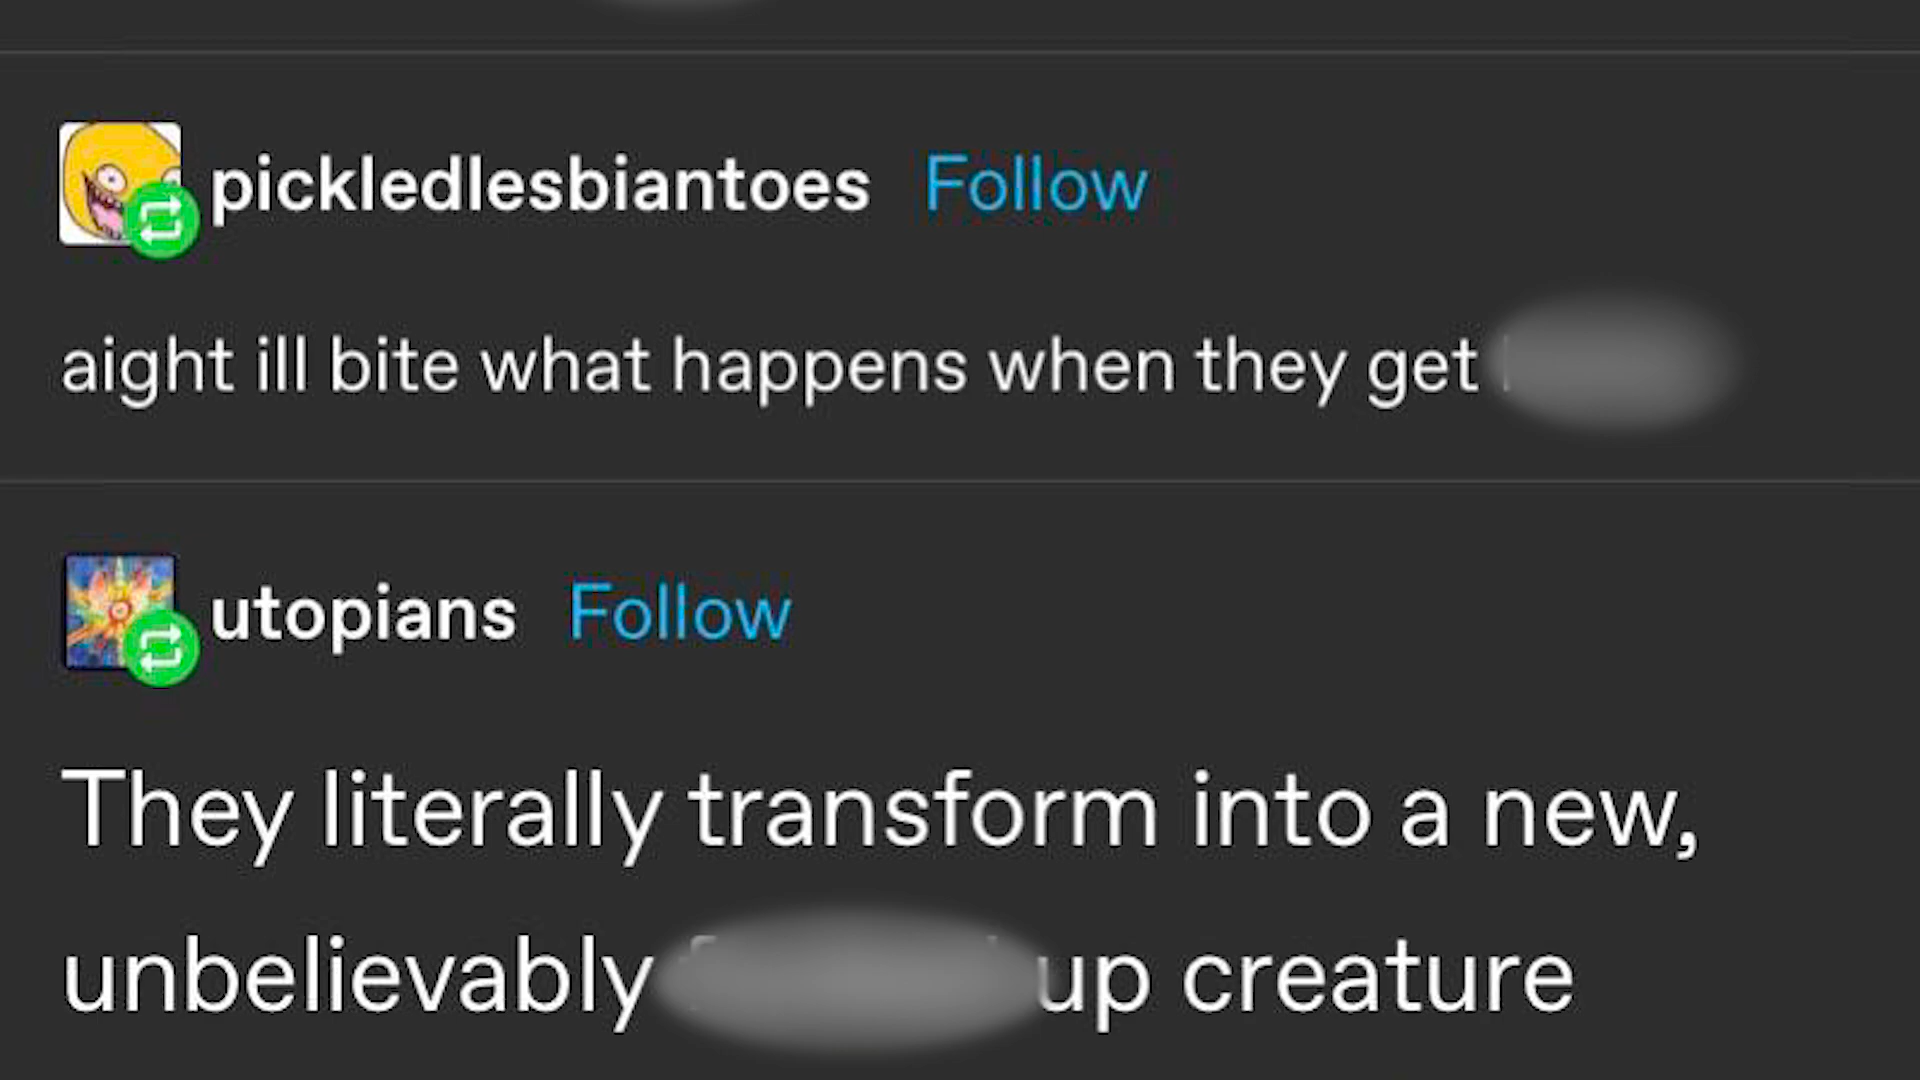 pickledlesbiantoes Follow
aight ill bite what happens when they get
utopians Follow
They literally transform into a new,
unbelievably up creature